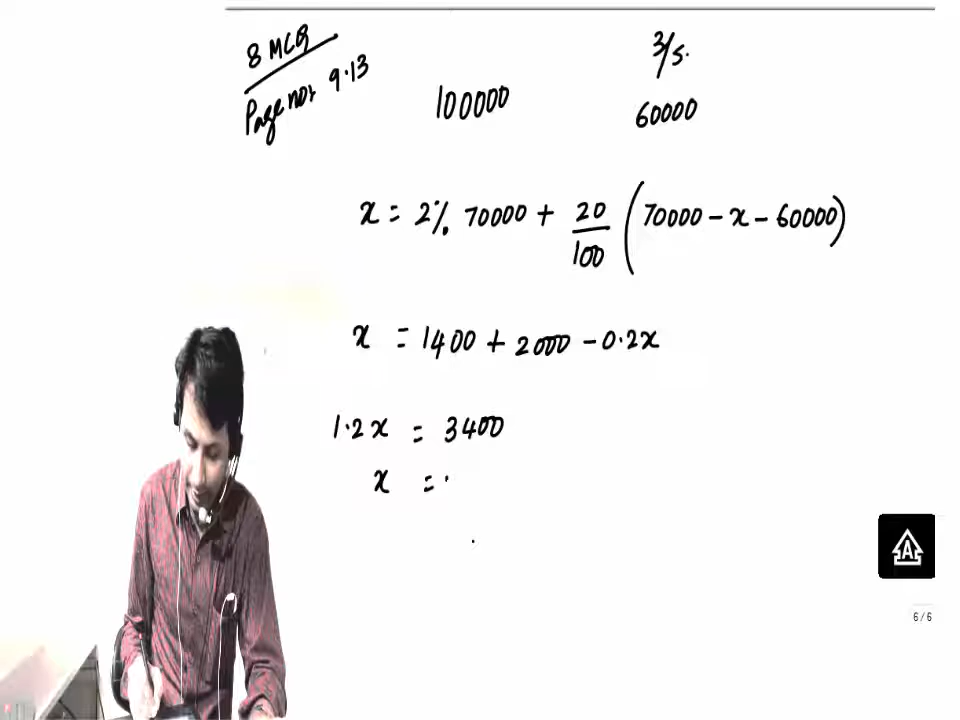 8 MCQ
Page no. 9.13
100000
3/5.
60000
x = 2% 70000 + 20/100 (70000 - x - 60000)
x = 1400 + 2000 - 0.2x
1.2x = 3400
x =
A
6/6